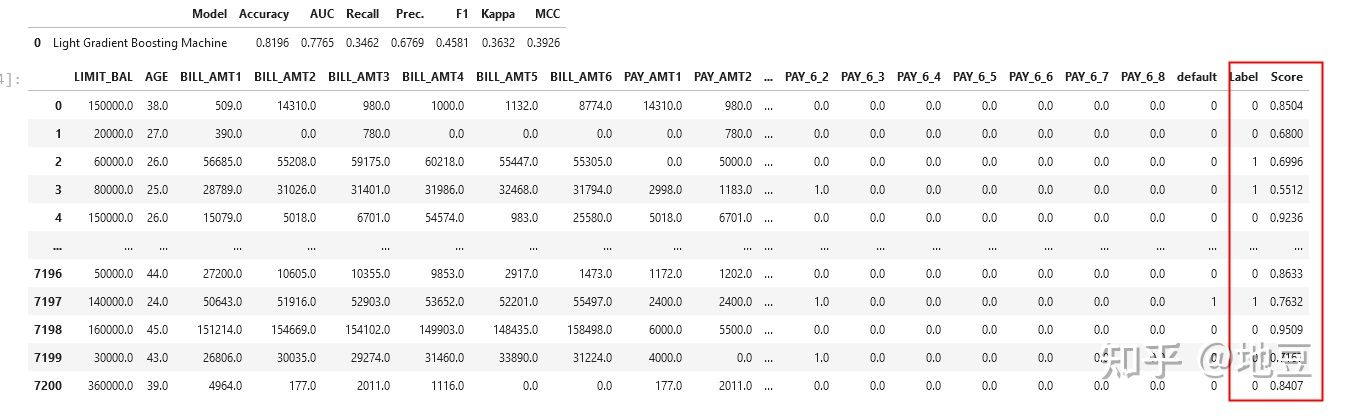 Model Accuracy AUC Recall Prec. F1 Kappa MCC
0 Light Gradient Boosting Machine 0.8196 0.7765 0.3462 0.6769 0.4581 0.3632 0.3926
4]: LIMIT_BAL AGE BILL_AMT1 BILL_AMT2 BILL_AMT3 BILL_AMT4 BILL_AMT5 BILL_AMT6 PAY_AMT1 PAY_AMT2 ... PAY_6_2 PAY_6_3 PAY_6_4 PAY_6_5 PAY_6_6 PAY_6_7 PAY_6_8 default Label Score
0 150000.0 38.0 509.0 14310.0 980.0 1000.0 1132.0 8774.0 14310.0 980.0 ... 0.0 0.0 0.0 0.0 0.0 0.0 0.0 0 0 0.8504
1 20000.0 27.0 390.0 0.0 780.0 0.0 0.0 0.0 0.0 780.0 ... 0.0 0.0 0.0 0.0 0.0 0.0 0.0 0 0 0.6800
2 60000.0 26.0 56685.0 55208.0 59175.0 60218.0 55447.0 55305.0 0.0 5000.0 ... 0.0 0.0 0.0 0.0 0.0 0.0 0.0 0 1 0.6996
3 80000.0 25.0 28789.0 31026.0 31401.0 31986.0 32468.0 31794.0 2998.0 1183.0 ... 1.0 0.0 0.0 0.0 0.0 0.0 0.0 0 1 0.5512
4 150000.0 26.0 15079.0 5018.0 6701.0 54574.0 983.0 25580.0 5018.0 6701.0 ... 0.0 0.0 0.0 0.0 0.0 0.0 0.0 0 0 0.9236
... ... ... ... ... ... ... ... ... ... ... ... ... ... ... ... ... ... ... ... ... ...
7196 50000.0 44.0 27200.0 10605.0 10355.0 9853.0 2917.0 1473.0 1172.0 1202.0 ... 0.0 0.0 0.0 0.0 0.0 0.0 0.0 0 0 0.8633
7197 140000.0 24.0 50643.0 51916.0 52903.0 53652.0 52201.0 55497.0 2400.0 2400.0 ... 1.0 0.0 0.0 0.0 0.0 0.0 0.0 1 1 0.7632
7198 160000.0 45.0 151214.0 154669.0 154102.0 149903.0 148435.0 158498.0 6000.0 5500.0 ... 0.0 0.0 0.0 0.0 0.0 0.0 0.0 0 0 0.9509
7199 30000.0 43.0 26806.0 30035.0 29274.0 31460.0 33890.0 31224.0 4000.0 0.0 ... 1.0 0.0 0.0 0.0 0.0 0.0 0.0 0
7200 360000.0 39.0 4964.0 177.0 2011.0 1116.0 0.0 0.0 177.0 2011.0 ... 0.0 0.0 0.0 0.0 0.0 0.0 0.0 0 0 0.8407
知乎 @地豆